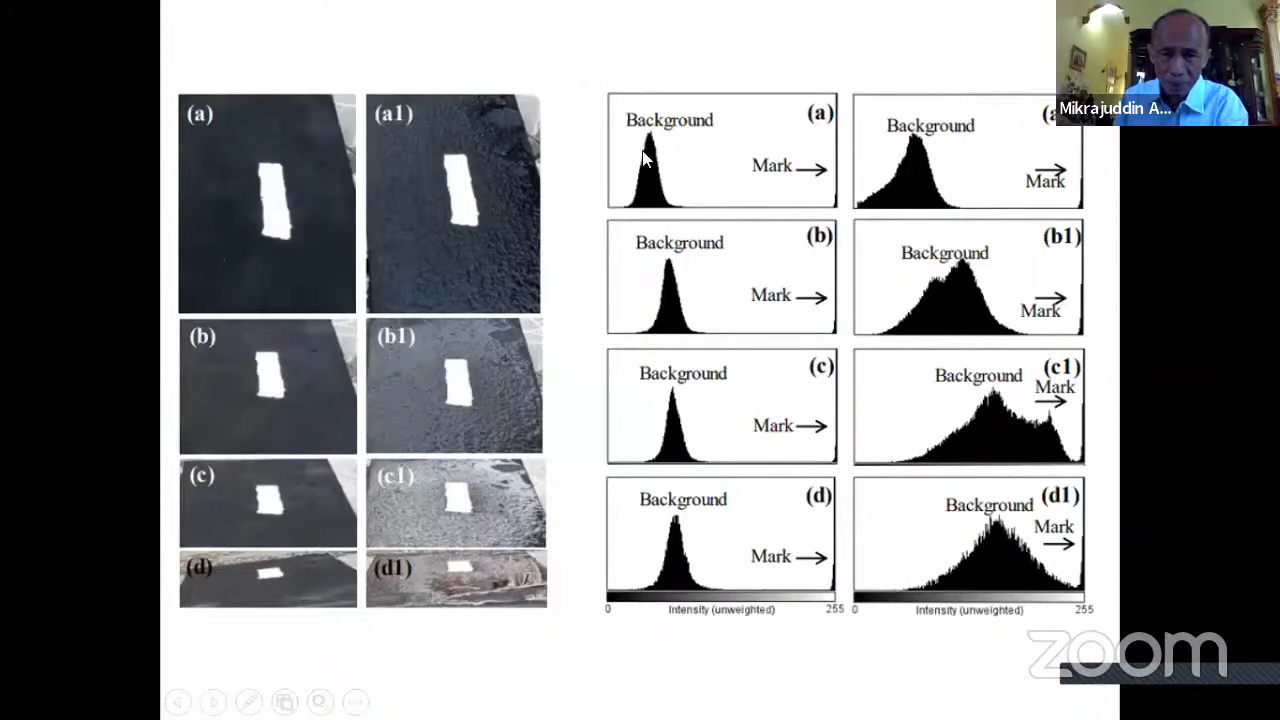 Mikrajuddin A...
(a)
(a1)
(b)
(b1)
(c)
(c1)
(d)
(d1)
Background
(a)
Mark
Background
Mark
Background
(b)
Mark
Background
(b1)
Mark
Background
(c)
Mark
Background
(c1)
Mark
Background
(d)
Mark
0
Intensity (unweighted)
255
Background
(d1)
Mark
0
Intensity (unweighted)
255
zoom